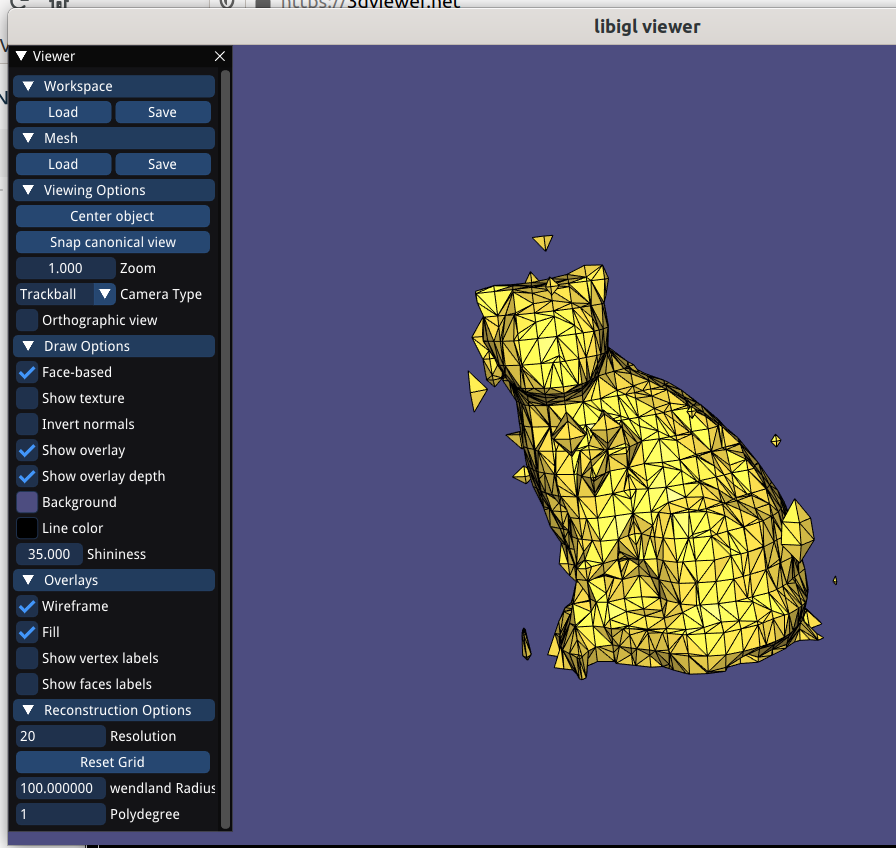 https://3dviewer.net
libigl viewer
Viewer
Workspace
Load Save
Mesh
Load Save
Viewing Options
Center object
Snap canonical view
1.000 Zoom
Trackball Camera Type
Orthographic view
Draw Options
Face-based
Show texture
Invert normals
Show overlay
Show overlay depth
Background
Line color
35.000 Shininess
Overlays
Wireframe
Fill
Show vertex labels
Show faces labels
Reconstruction Options
20 Resolution
Reset Grid
100.000000 wendland Radius
1 Polydegree